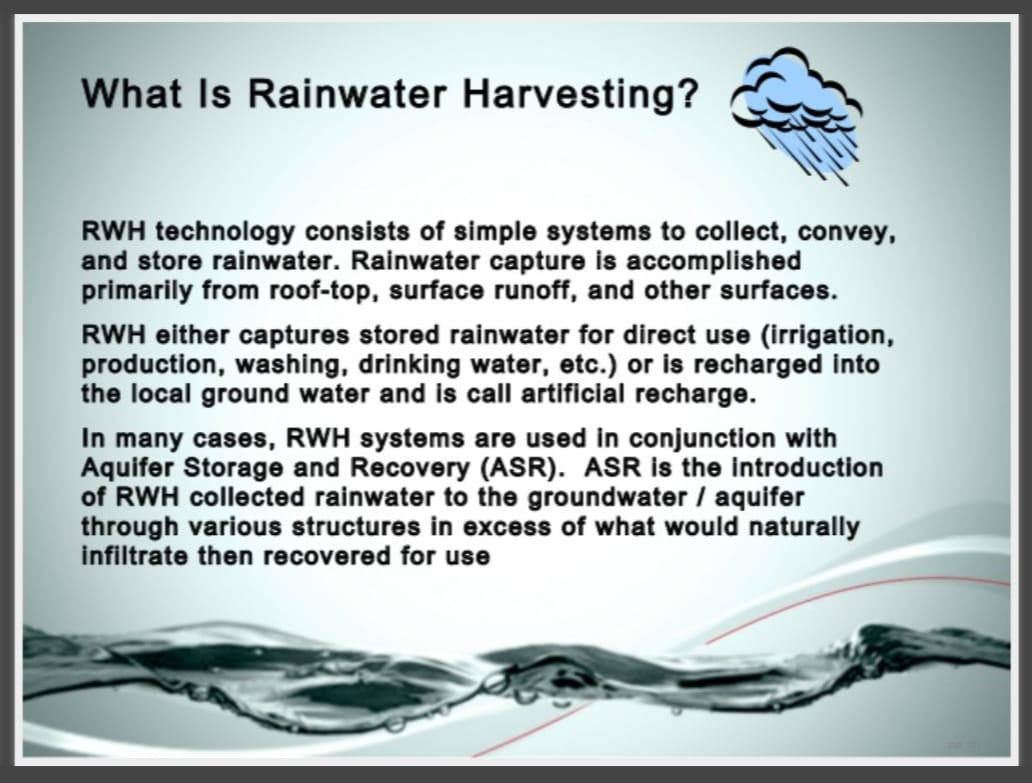 What Is Rainwater Harvesting?
RWH technology consists of simple systems to collect, convey,
and store rainwater. Rainwater capture is accomplished
primarily from roof-top, surface runoff, and other surfaces.
RWH either captures stored rainwater for direct use (irrigation,
production, washing, drinking water, etc.) or is recharged into
the local ground water and is call artificial recharge.
In many cases, RWH systems are used in conjunction with
Aquifer Storage and Recovery (ASR).  ASR is the introduction
of RWH collected rainwater to the groundwater / aquifer
through various structures in excess of what would naturally
infiltrate then recovered for use